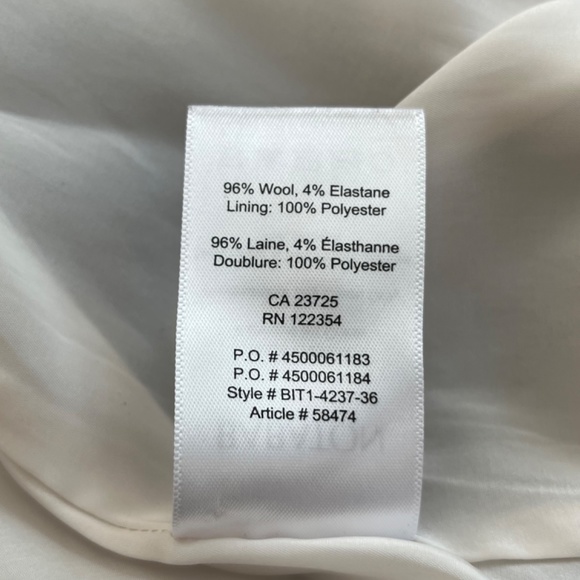 96% Wool, 4% Elastane
Lining: 100% Polyester
96% Laine, 4% Élasthanne
Doublure: 100% Polyester
CA 23725
RN 122354
P.O. # 4500061183
P.O. # 4500061184
Style # BIT1-4237-36
Article # 58474